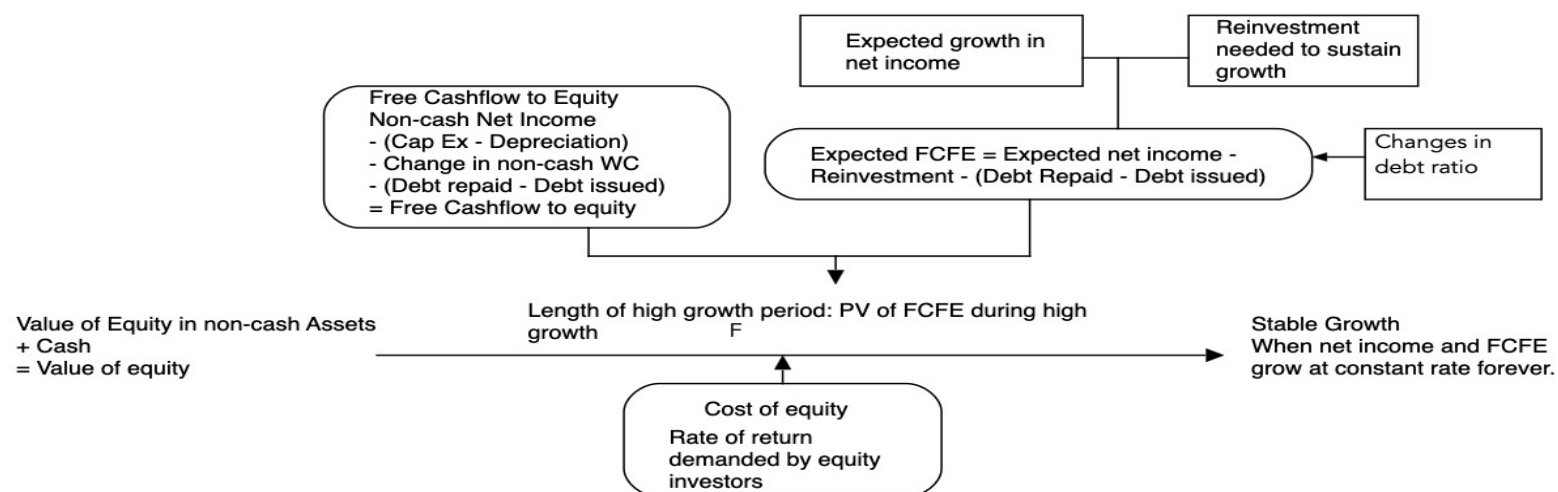 Expected growth in
net income
Reinvestment
needed to sustain
growth
Free Cashflow to Equity
Non-cash Net Income
- (Cap Ex - Depreciation)
- Change in non-cash WC
- (Debt repaid - Debt issued)
= Free Cashflow to equity
Expected FCFE = Expected net income -
Reinvestment - (Debt Repaid - Debt issued)
Changes in
debt ratio
Value of Equity in non-cash Assets
+ Cash
= Value of equity
Length of high growth period: PV of FCFE during high
growth F
Stable Growth
When net income and FCFE
grow at constant rate forever.
Cost of equity
Rate of return
demanded by equity
investors